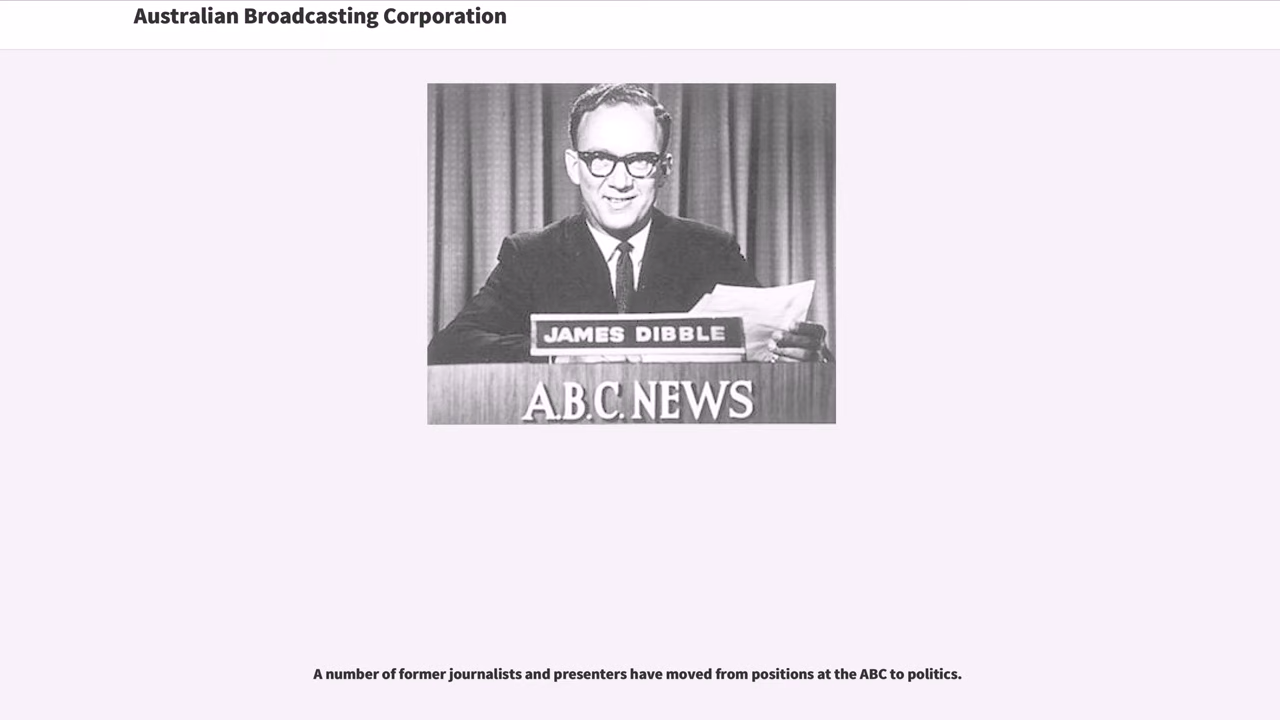 Australian Broadcasting Corporation
JAMES DIBBLE
A.B.C. NEWS
A number of former journalists and presenters have moved from positions at the ABC to politics.